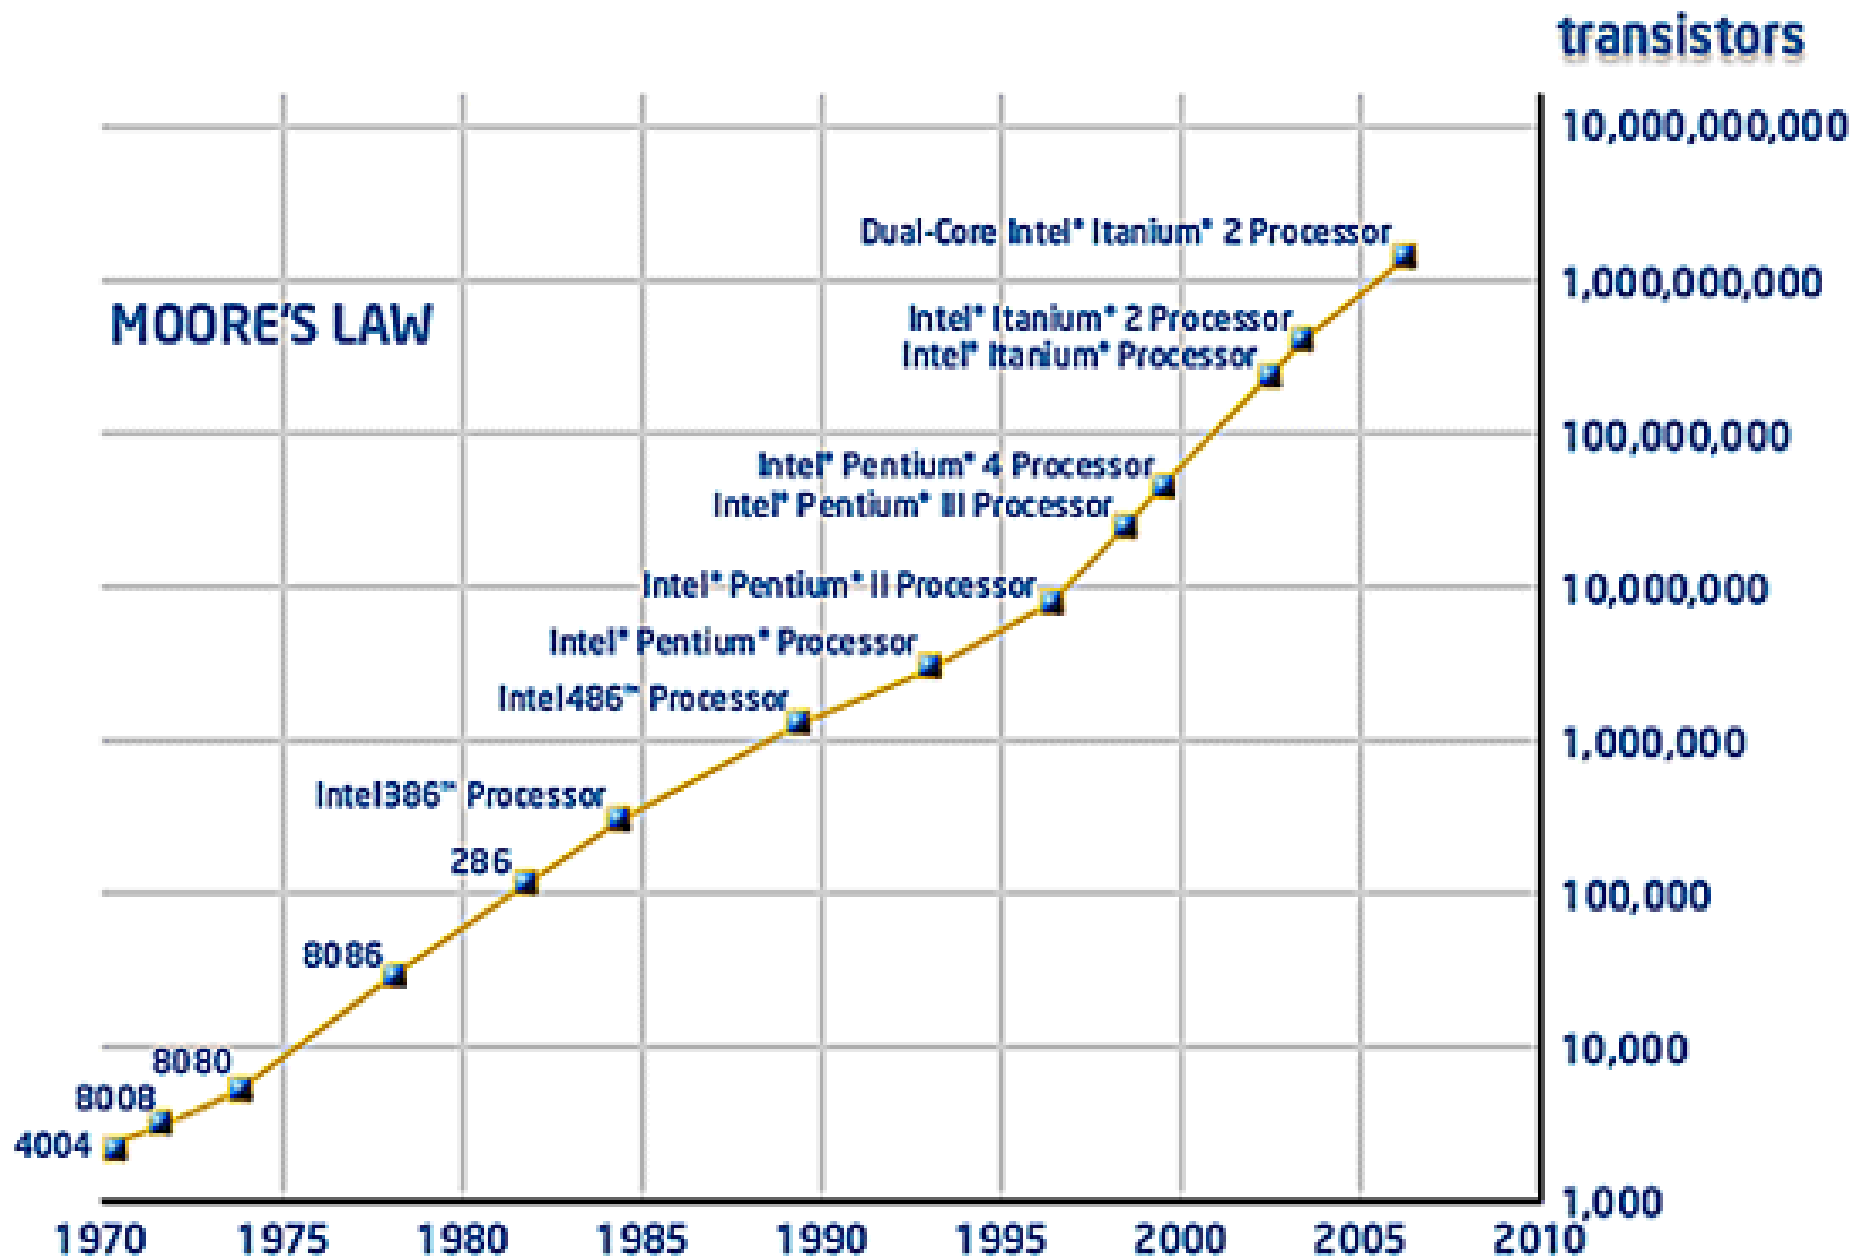 transistors
10,000,000,000
Dual-Core Intel® Itanium® 2 Processor
1,000,000,000
MOORE'S LAW
Intel® Itanium® 2 Processor
Intel® Itanium® Processor
100,000,000
Intel® Pentium® 4 Processor
Intel® Pentium® III Processor
Intel® Pentium® II Processor
10,000,000
Intel® Pentium® Processor
Intel486™ Processor
1,000,000
Intel386™ Processor
286
100,000
8086
10,000
8080
8008
4004
1,000
1970 1975 1980 1985 1990 1995 2000 2005 2010